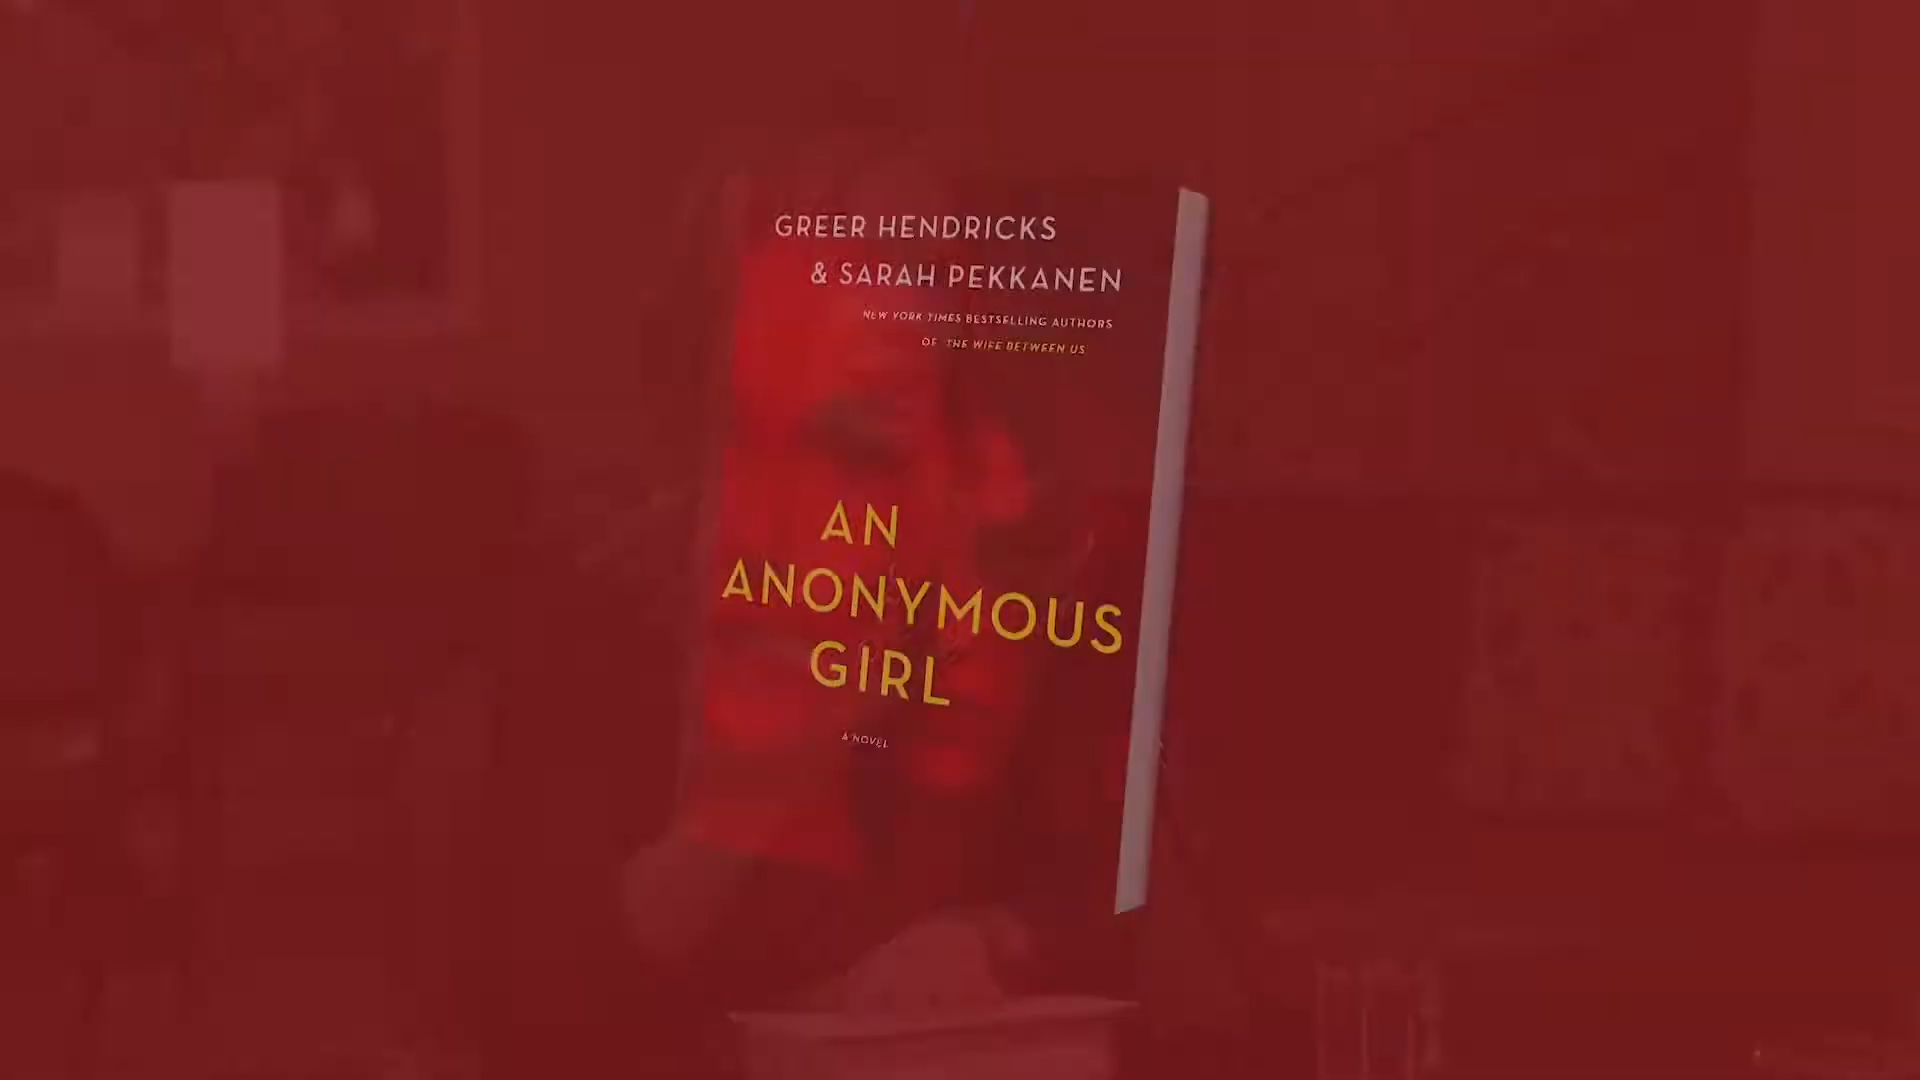 GREER HENDRICKS
& SARAH PEKKANEN
NEW YORK TIMES BESTSELLING AUTHORS
OF THE WIFE BETWEEN US
AN
ANONYMOUS
GIRL
A NOVEL